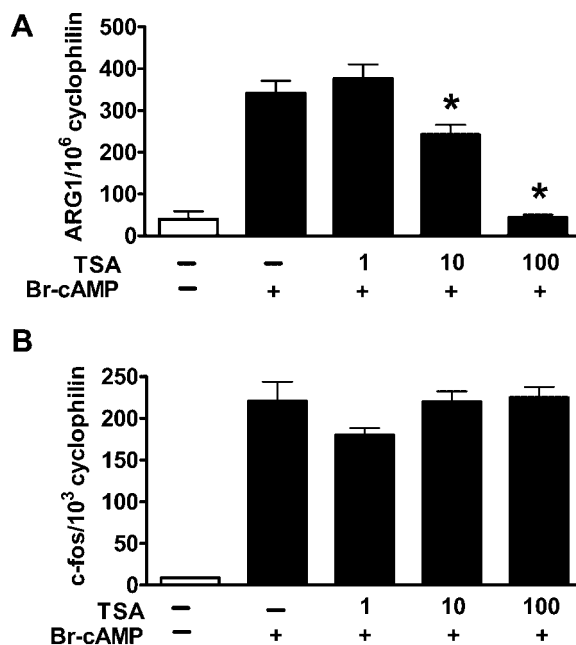 A
ARG1/10⁶ cyclophilin
500
400
300
200
100
0
*
*
TSA – – 1 10 100
Br-cAMP – + + + +
B
c-fos/10³ cyclophilin
250
200
150
100
50
0
TSA – – 1 10 100
Br-cAMP – + + + +